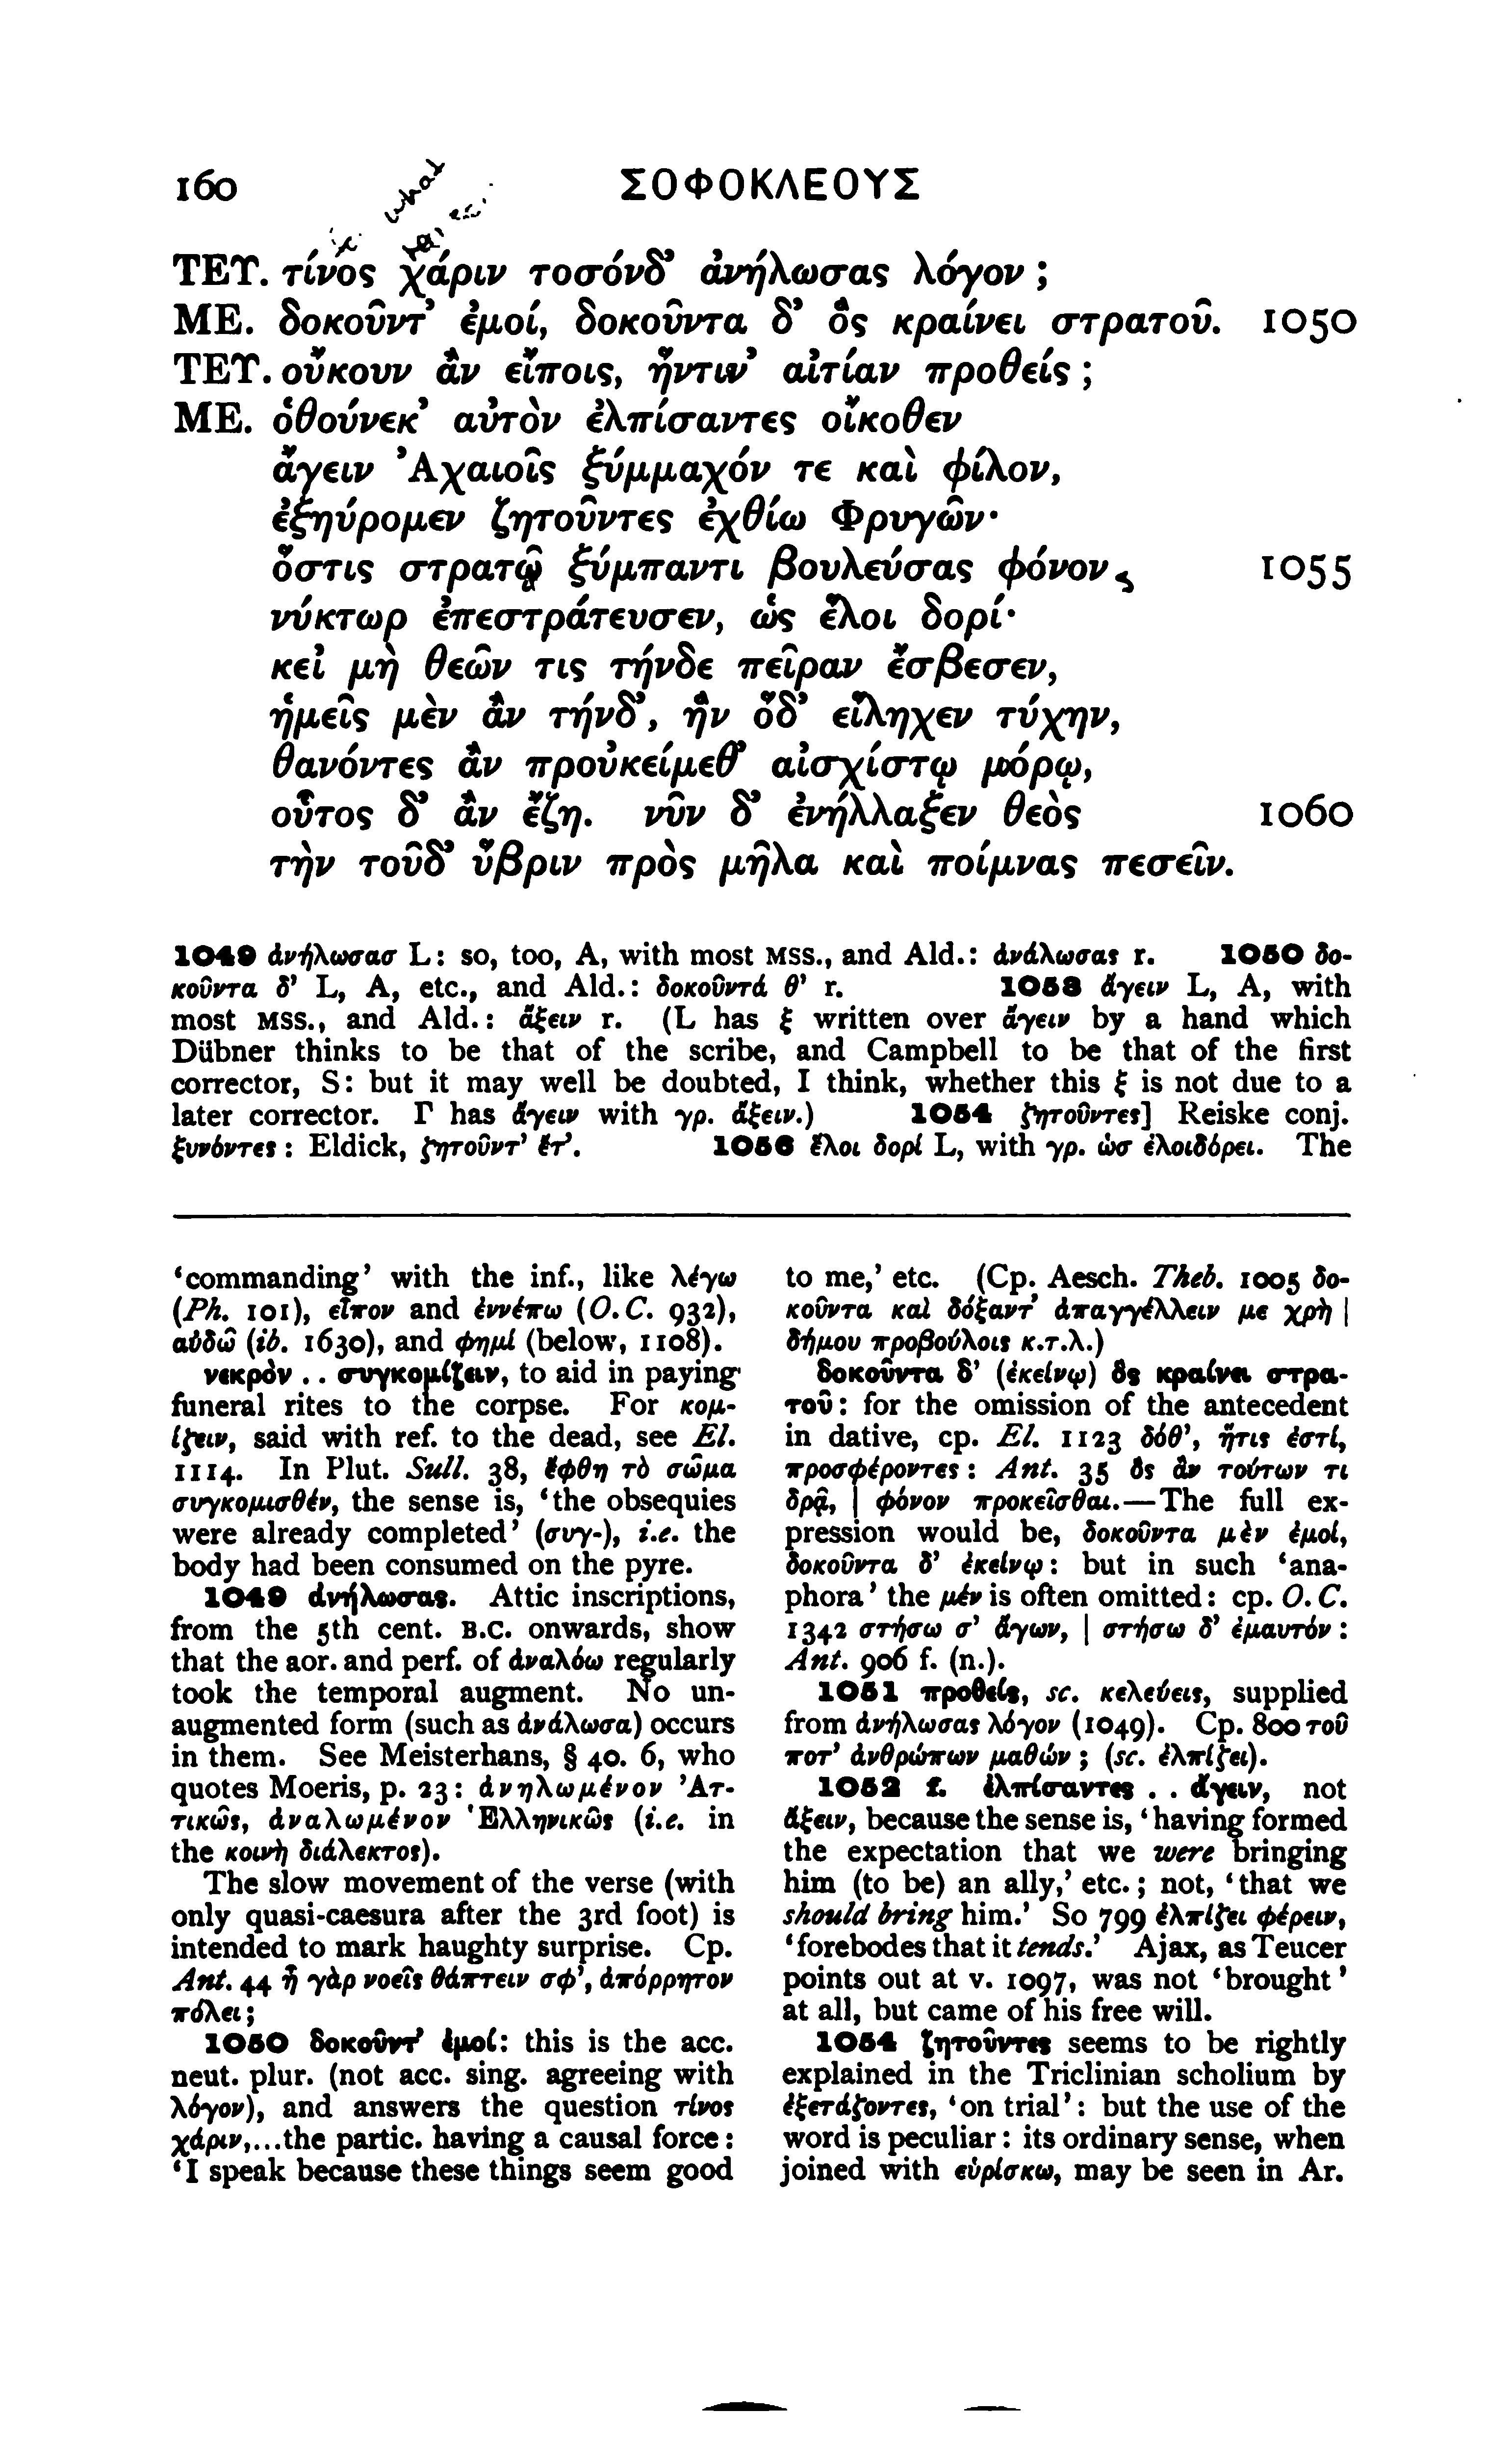 160
ΣΟΦΟΚΛΕΟΥΣ
what
ΤΕΥ. τίνος χάριν τοσόνδ’ ἀνήλωσας λόγον ;
ΜΕ. δοκοῦντ’ ἐμοί, δοκοῦντα δ’ ὃς κραίνει στρατοῦ. 1050
ΤΕΥ. οὔκουν ἂν εἴποις, ἥντιν’ αἰτίαν προθείς ;
ΜΕ. ὁθούνεκ’ αὐτὸν ἐλπίσαντες οἴκοθεν
ἄγειν Ἀχαιοῖς ξύμμαχόν τε καὶ φίλον,
ἐξηύρομεν ζητοῦντες ἐχθίω Φρυγῶν·
ὅστις στρατῷ ξύμπαντι βουλεύσας φόνον 1055
νύκτωρ ἐπεστράτευσεν, ὡς ἕλοι δορί·
κεἰ μὴ θεῶν τις τήνδε πεῖραν ἔσβεσεν,
ἡμεῖς μὲν ἂν τήνδ’, ἣν ὅδ’ εἴληχεν τύχην,
θανόντες ἂν προὐκείμεθ’ αἰσχίστῳ μόρῳ,
οὗτος δ’ ἂν ἔζη. νῦν δ’ ἐνήλλαξεν θεὸς 1060
τὴν τοῦδ’ ὕβριν πρὸς μῆλα καὶ ποίμνας πεσεῖν.
1049 ἀνήλωσασ L: so, too, A, with most MSS., and Ald.: ἀνάλωσας r. 1050 δο-
κοῦντα δ’ L, A, etc., and Ald.: δοκοῦντά θ’ r. 1053 ἄγειν L, A, with
most MSS., and Ald.: ἄξειν r. (L has ξ written over ἄγειν by a hand which
Dübner thinks to be that of the scribe, and Campbell to be that of the first
corrector, S: but it may well be doubted, I think, whether this ξ is not due to a
later corrector. Γ has ἄγειν with γρ. ἄξειν.) 1054 ζητοῦντες] Reiske conj.
ξυνόντες : Eldick, ζητοῦντ’ ἔτ’. 1056 ἕλοι δορί L, with γρ. ὡσ ἐλοιδόρει. The
‘commanding’ with the inf., like λέγω
(Ph. 101), εἶπον and ἐννέπω (O.C. 932),
αὐδῶ (ib. 1630), and φημί (below, 1108).
νεκρὸν . . συγκομίζειν, to aid in paying
funeral rites to the corpse. For κομ-
ίζειν, said with ref. to the dead, see El.
1114. In Plut. Sull. 38, ἔφθη τὸ σῶμα
συγκομισθέν, the sense is, ‘the obsequies
were already completed’ (συγ-), i.e. the
body had been consumed on the pyre.
1049 ἀνήλωσας. Attic inscriptions,
from the 5th cent. B.C. onwards, show
that the aor. and perf. of ἀναλόω regularly
took the temporal augment. No un-
augmented form (such as ἀνάλωσα) occurs
in them. See Meisterhans, § 40. 6, who
quotes Moeris, p. 23: ἀνηλωμένον Ἀτ-
τικῶς, ἀναλωμένον Ἑλληνικῶς (i.e. in
the κοινὴ διάλεκτος).
The slow movement of the verse (with
only quasi-caesura after the 3rd foot) is
intended to mark haughty surprise. Cp.
Ant. 44 ἦ γὰρ νοεῖς θάπτειν σφ’, ἀπόρρητον
πόλει ;
1050 δοκοῦντ’ ἐμοί: this is the acc.
neut. plur. (not acc. sing. agreeing with
λόγον), and answers the question τίνος
χάριν,...the partic. having a causal force :
‘I speak because these things seem good
to me,’ etc. (Cp. Aesch. Theb. 1005 δο-
κοῦντα καὶ δόξαντ’ ἀπαγγέλλειν με χρὴ |
δήμου προβούλοις κ.τ.λ.)
δοκοῦντα δ’ (ἐκείνῳ) ὃς κραίνει στρα-
τοῦ : for the omission of the antecedent
in dative, cp. El. 1123 δόθ’, ἥτις ἐστί,
προσφέροντες : Ant. 35 ὃς ἂν τούτων τι
δρᾷ, | φόνον προκεῖσθαι.—The full ex-
pression would be, δοκοῦντα μὲν ἐμοί,
δοκοῦντα δ’ ἐκείνῳ : but in such ‘ana-
phora’ the μέν is often omitted : cp. O.C.
1342 στήσω σ’ ἄγων, | στήσω δ’ ἐμαυτόν :
Ant. 906 f. (n.).
1051 προθείς, sc. κελεύεις, supplied
from ἀνήλωσας λόγον (1049). Cp. 800 τοῦ
ποτ’ ἀνθρώπων μαθών ; (sc. ἐλπίζει).
1052 f. ἐλπίσαντες . . ἄγειν, not
ἄξειν, because the sense is, ‘having formed
the expectation that we were bringing
him (to be) an ally,’ etc. ; not, ‘that we
should bring him.’ So 799 ἐλπίζει φέρειν,
‘forebodes that it tends.’ Ajax, as Teucer
points out at v. 1097, was not ‘brought’
at all, but came of his free will.
1054 ζητοῦντες seems to be rightly
explained in the Triclinian scholium by
ἐξετάζοντες, ‘on trial’: but the use of the
word is peculiar : its ordinary sense, when
joined with εὑρίσκω, may be seen in Ar.